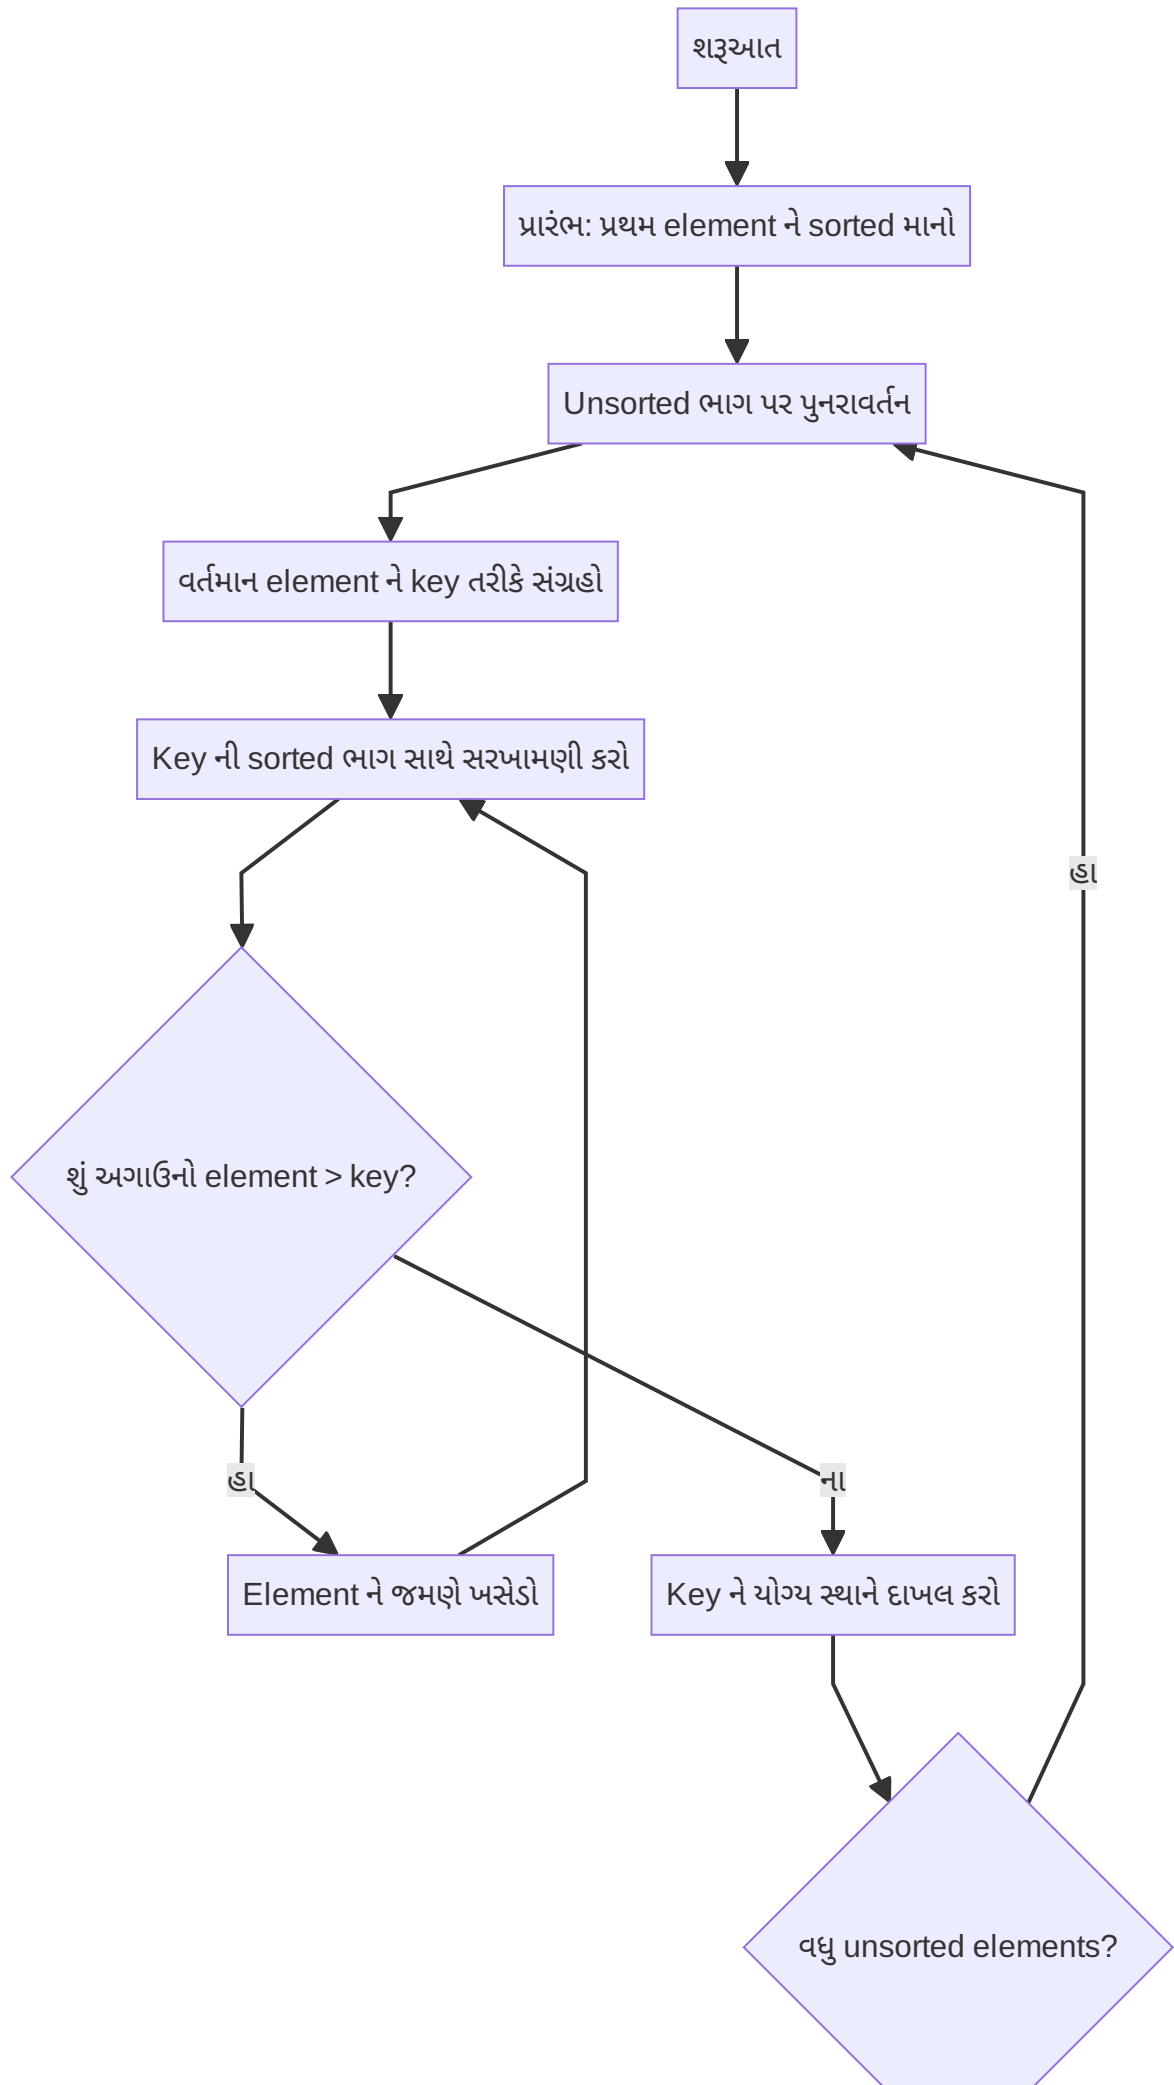 શરૂઆત
પ્રારંભ: પ્રથમ element ને sorted માનો
Unsorted ભાગ પર પુનરાવર્તન
વર્તમાન element ને key તરીકે સંગ્રહો
Key ની sorted ભાગ સાથે સરખામણી કરો
હા
શું અગાઉનો element > key?
હા
ના
Element ને જમણે ખસેડો
Key ને યોગ્ય સ્થાને દાખલ કરો
વધુ unsorted elements?